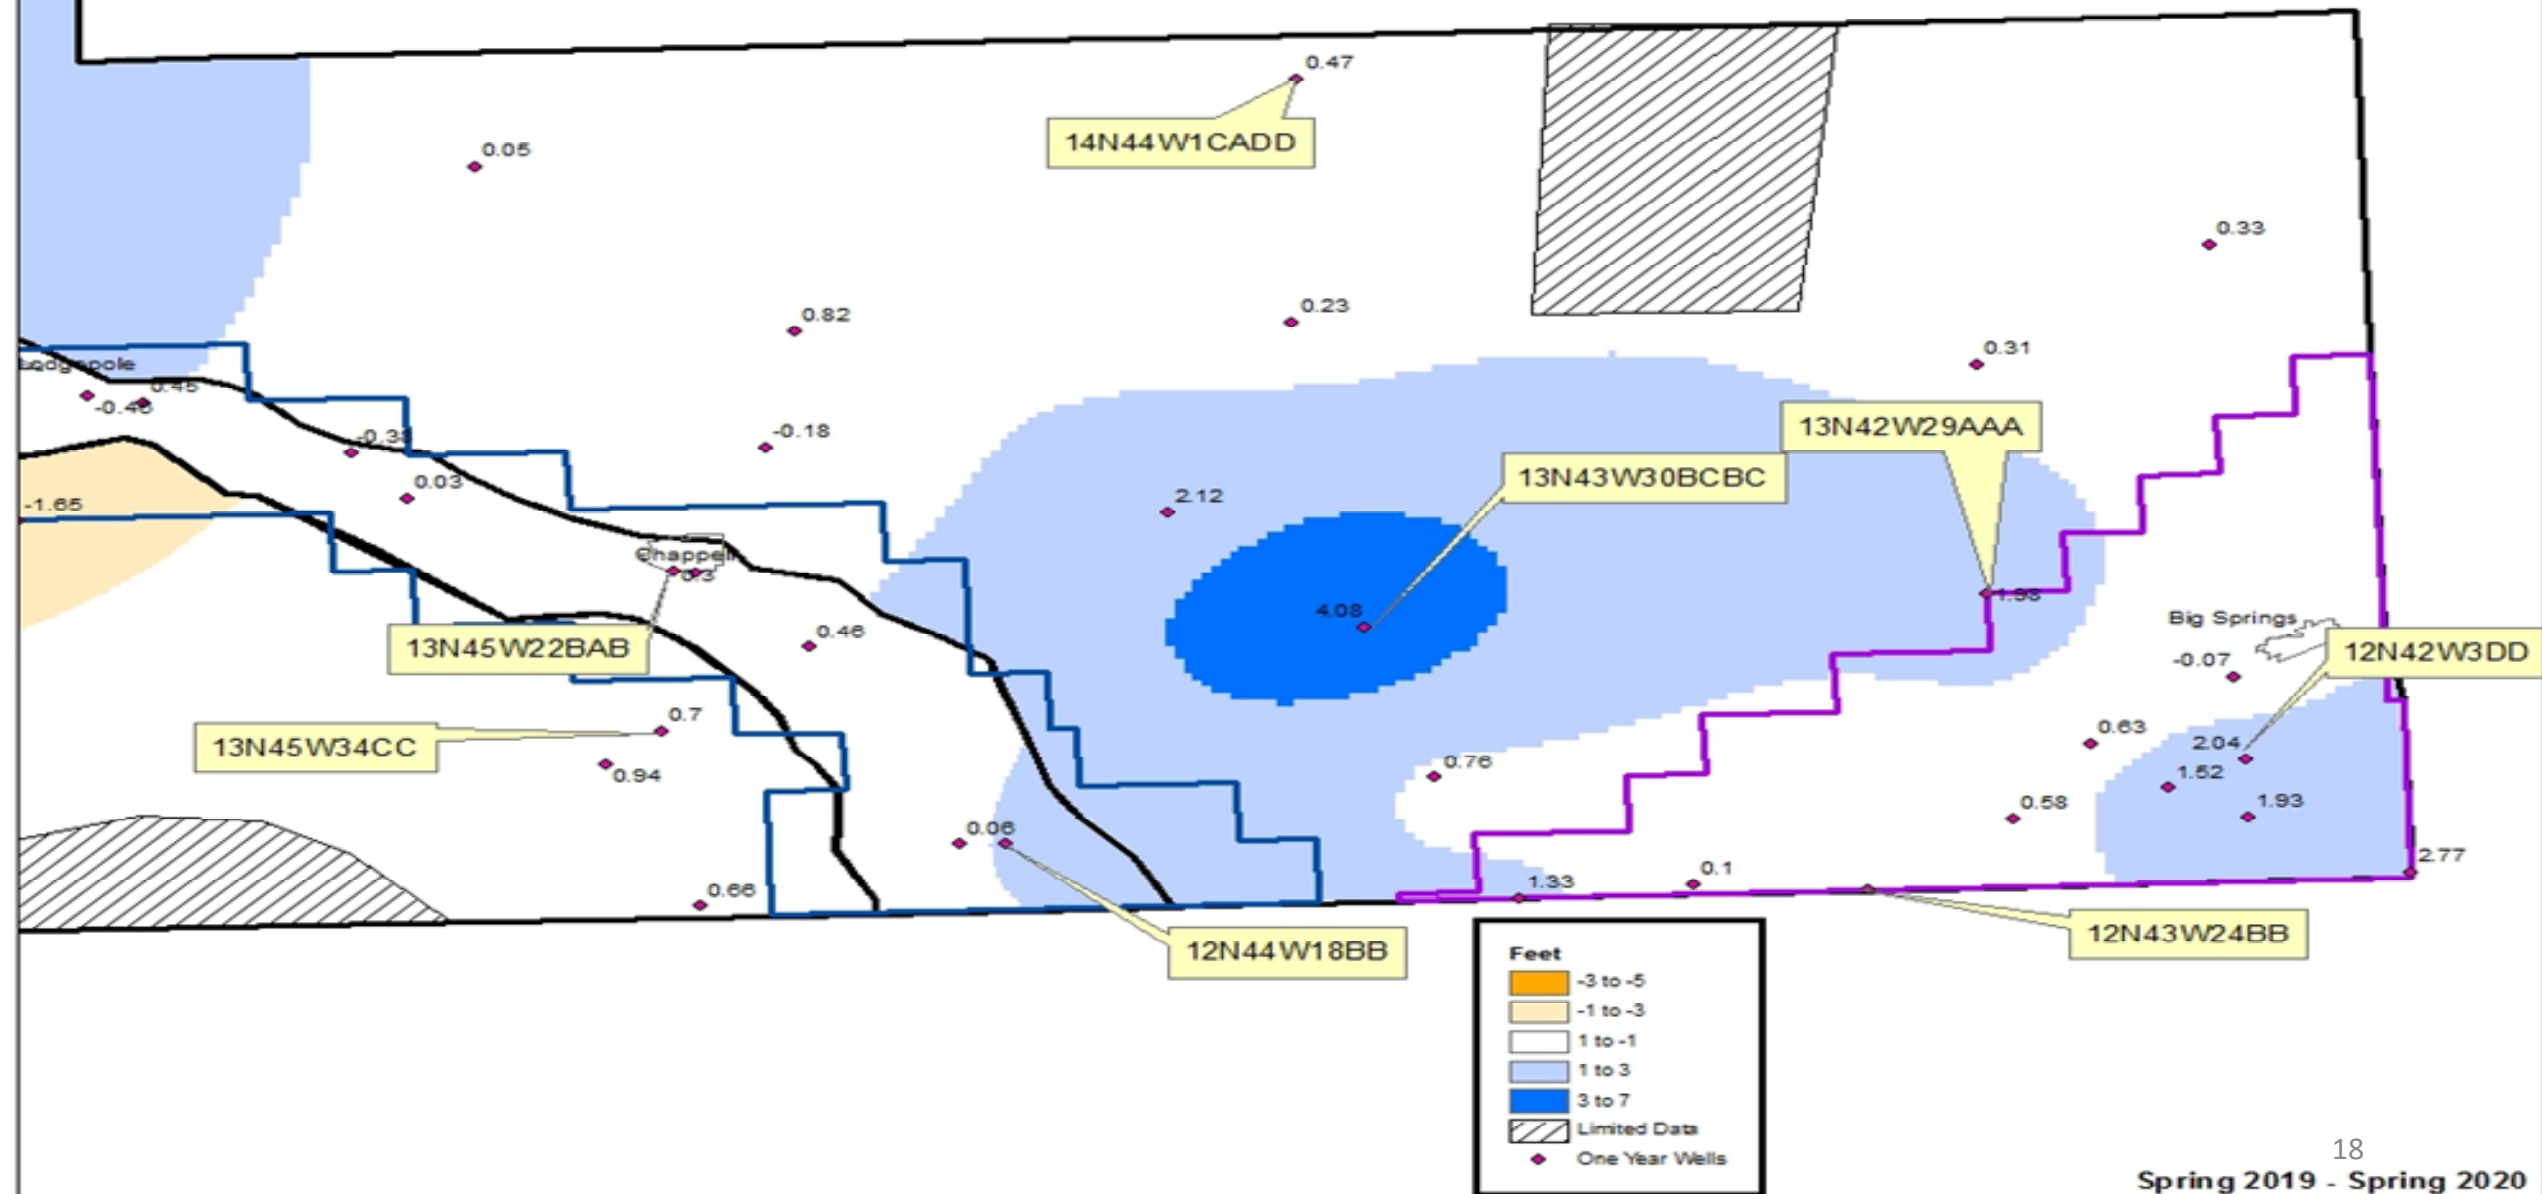 0.47
14N44W1CADD
0.05
0.33
0.82
0.23
0.31
0.45
-0.18
13N42W29AAA
13N43W30BCBC
0.03
2.12
-1.65
0.3
1.98
4.08
Big Springs
13N45W22BAB
0.46
12N42W3DD
-0.07
0.7
0.63
13N45W34CC
2.04
0.94
0.76
1.52
0.58
1.93
0.06
2.77
0.66
1.33
0.1
12N44W18BB
12N43W24BB
Feet
-3 to -5
-1 to -3
1 to -1
1 to 3
3 to 7
Limited Data
One Year Wells
18
Spring 2019 - Spring 2020